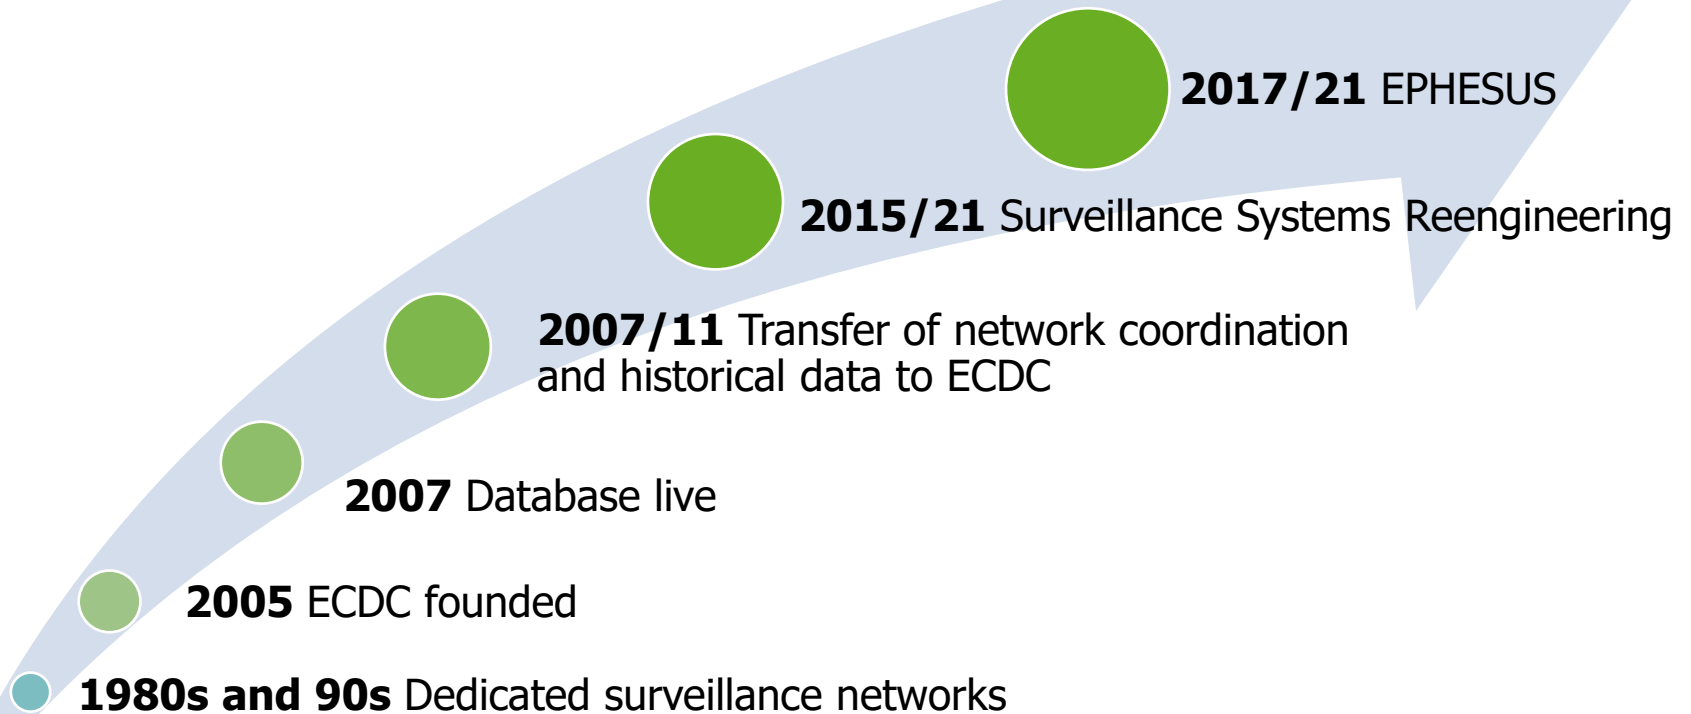 2017/21 EPHESUS
2015/21 Surveillance Systems Reengineering
2007/11 Transfer of network coordination
and historical data to ECDC
2007 Database live
2005 ECDC founded
1980s and 90s Dedicated surveillance networks